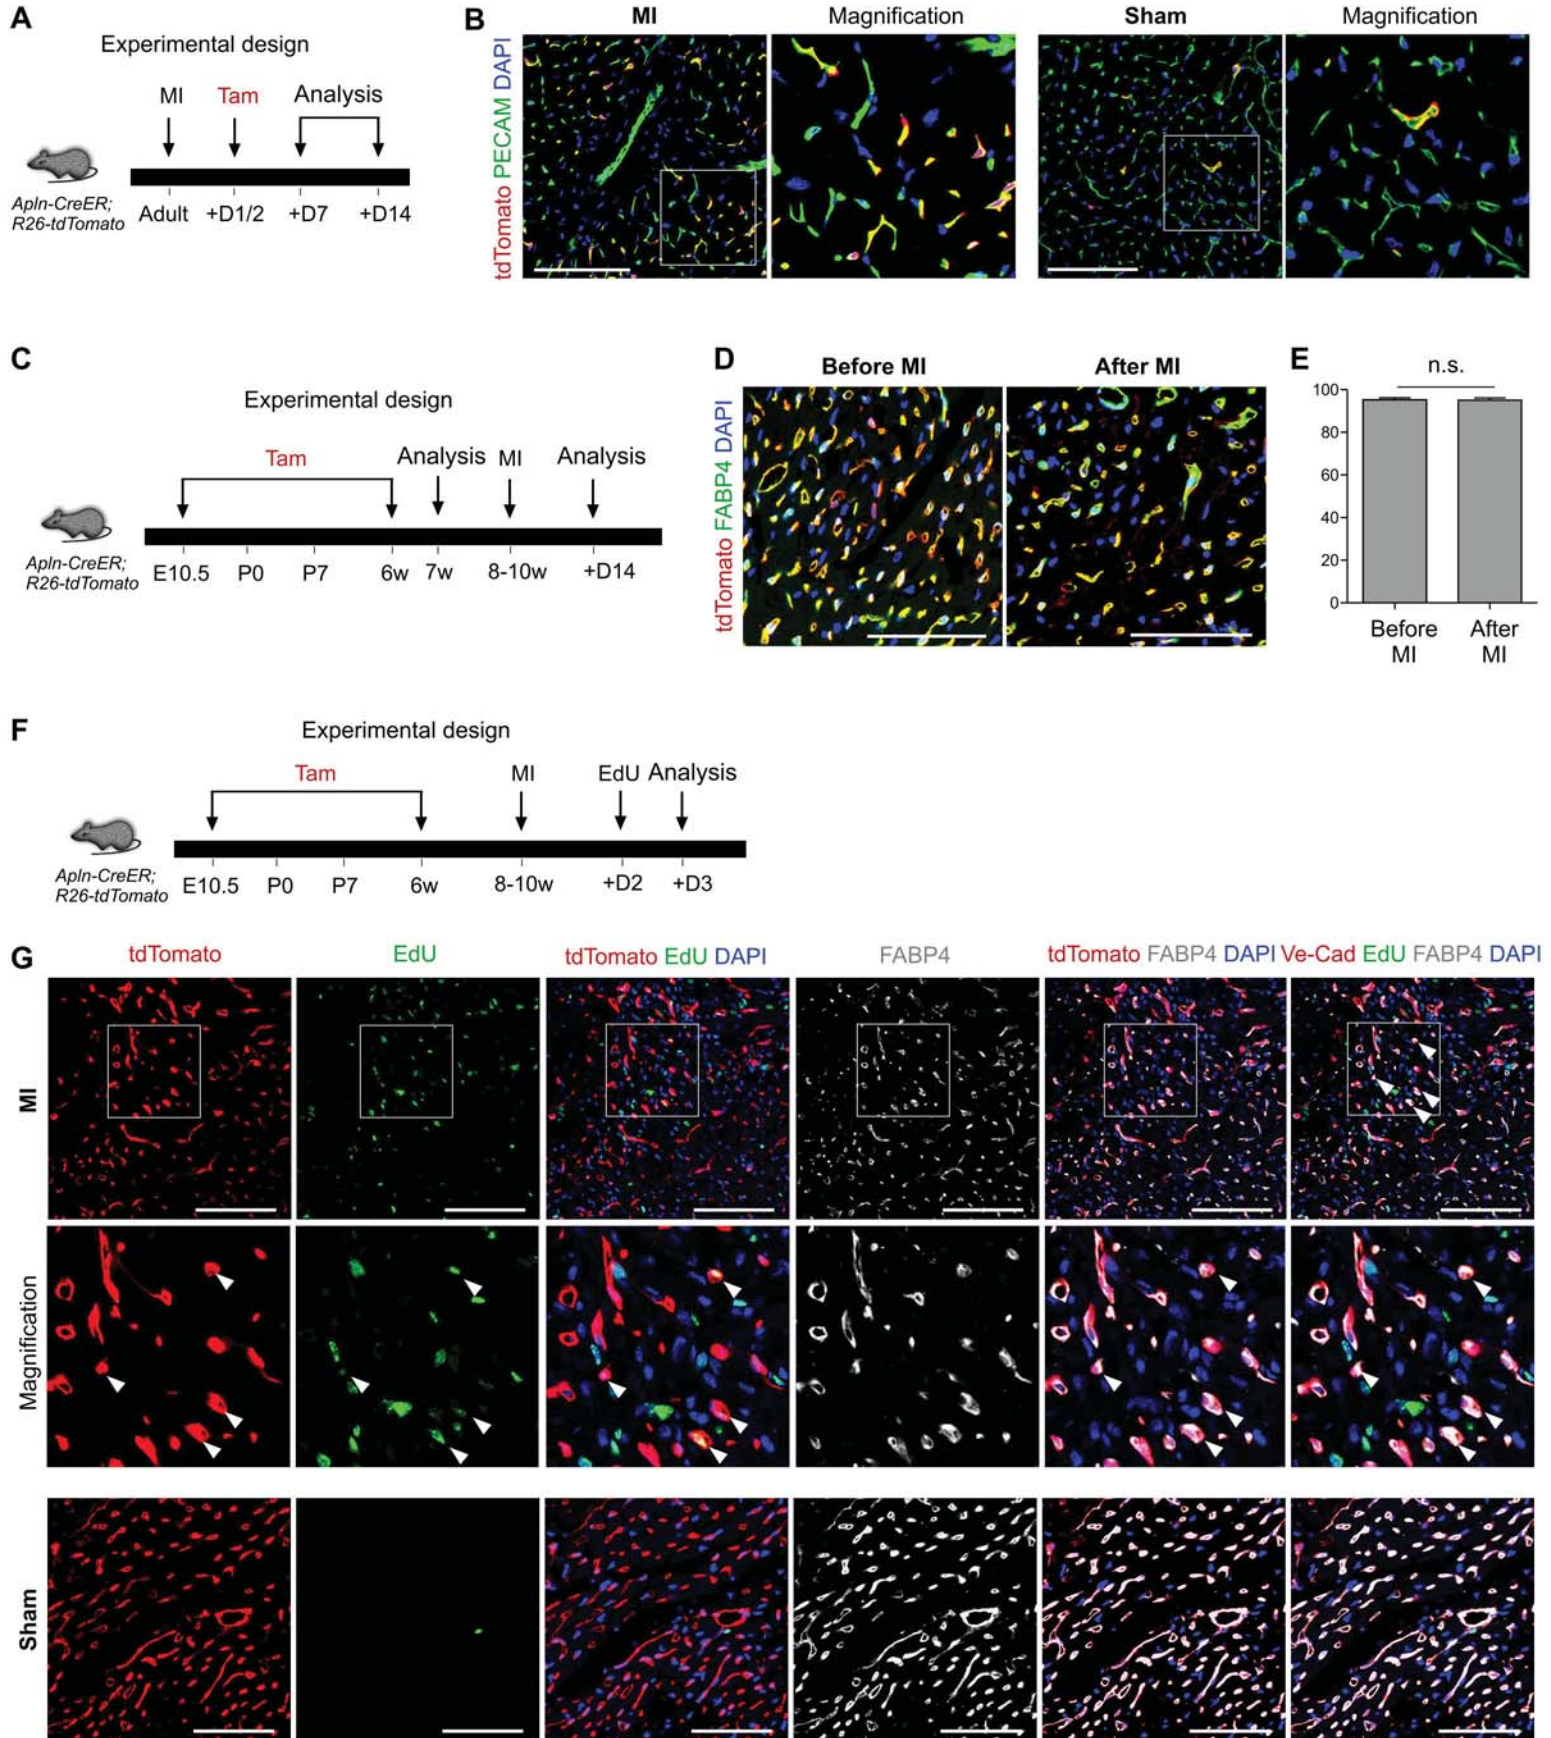 A
Experimental design
MI Tam Analysis
Apln-CreER;
R26-tdTomato
Adult +D1/2 +D7 +D14
B
MI Magnification Sham Magnification
tdTomato PECAM DAPI
C
Experimental design
Tam Analysis MI Analysis
Apln-CreER;
R26-tdTomato
E10.5 P0 P7 6w 7w 8-10w +D14
D
Before MI After MI
tdTomato FABP4 DAPI
E
n.s.
100
80
60
40
20
0
Before
MI
After
MI
F
Experimental design
Tam MI EdU Analysis
Apln-CreER;
R26-tdTomato
E10.5 P0 P7 6w 8-10w +D2 +D3
G
tdTomato EdU tdTomato EdU DAPI FABP4 tdTomato FABP4 DAPI Ve-Cad EdU FABP4 DAPI
MI
Magnification
Sham